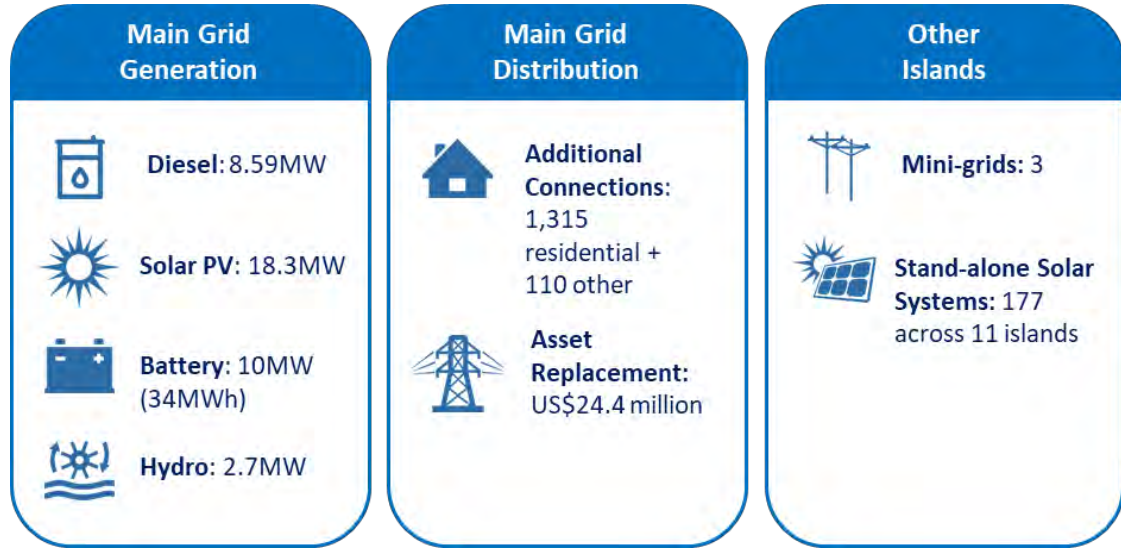 Main Grid
Generation
Diesel: 8.59MW
Solar PV: 18.3MW
Battery: 10MW
(34MWh)
Hydro: 2.7MW
Main Grid
Distribution
Additional
Connections:
1,315
residential +
110 other
Asset
Replacement:
US$24.4 million
Other
Islands
Mini-grids: 3
Stand-alone Solar
Systems: 177
across 11 islands